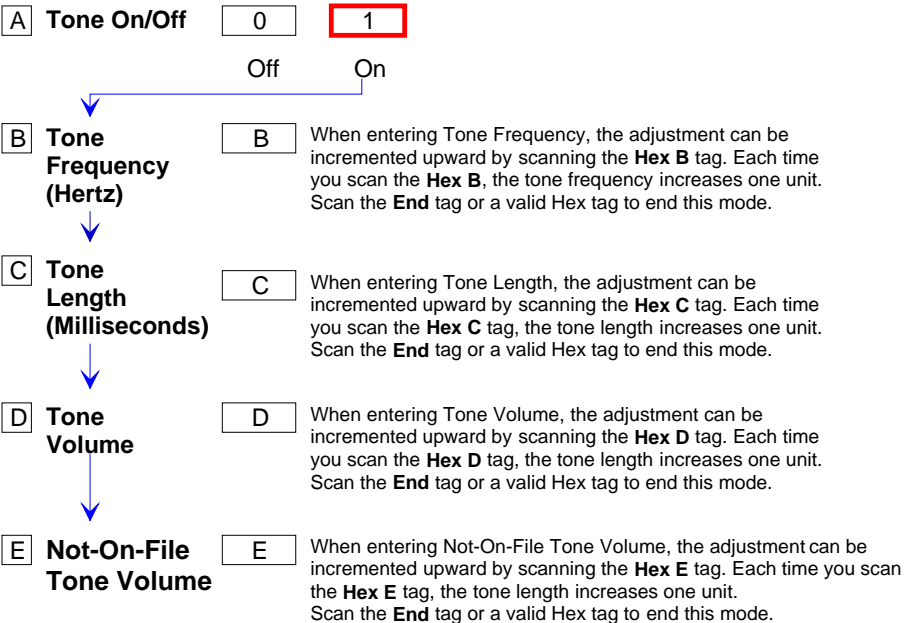 A Tone On/Off 0 1
Off On
B Tone Frequency (Hertz) B
When entering Tone Frequency, the adjustment can be
incremented upward by scanning the Hex B tag. Each time
you scan the Hex B, the tone frequency increases one unit.
Scan the End tag or a valid Hex tag to end this mode.
C Tone Length (Milliseconds) C
When entering Tone Length, the adjustment can be
incremented upward by scanning the Hex C tag. Each time
you scan the Hex C tag, the tone length increases one unit.
Scan the End tag or a valid Hex tag to end this mode.
D Tone Volume D
When entering Tone Volume, the adjustment can be
incremented upward by scanning the Hex D tag. Each time
you scan the Hex D tag, the tone length increases one unit.
Scan the End tag or a valid Hex tag to end this mode.
E Not-On-File Tone Volume E
When entering Not-On-File Tone Volume, the adjustment can be
incremented upward by scanning the Hex E tag. Each time you scan
the Hex E tag, the tone length increases one unit.
Scan the End tag or a valid Hex tag to end this mode.